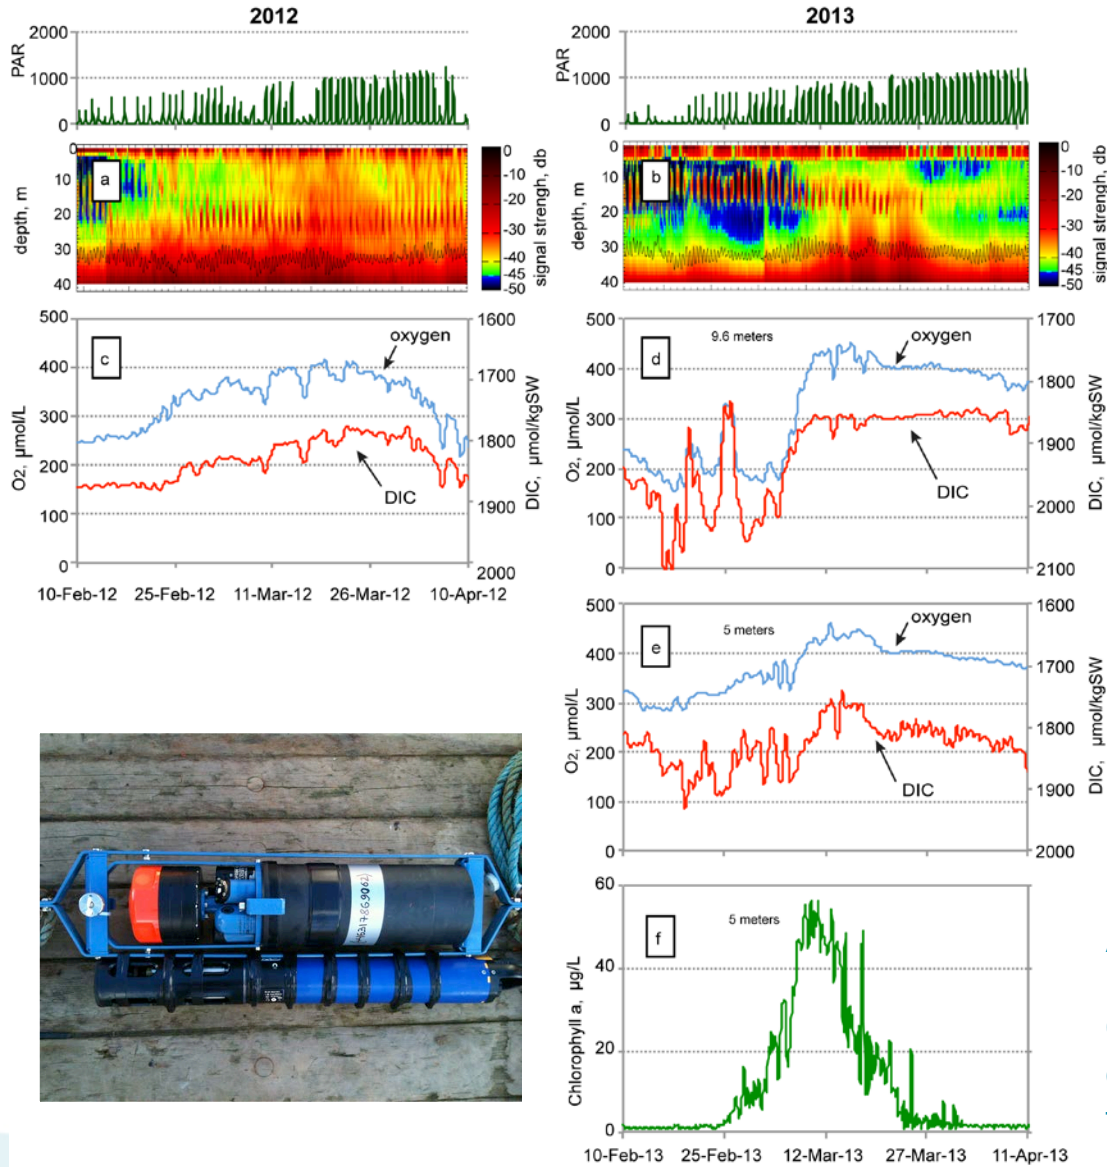 2012
2013
PAR
2000
1000
0
PAR
2000
1000
0
a
depth, m
0
10
20
30
40
0
-10
-20
-30
-40
-45
-50
signal strengh, db
b
depth, m
0
10
20
30
40
0
-10
-20
-30
-40
-45
-50
signal strengh, db
c
oxygen
DIC
O2, µmol/L
500
400
300
200
100
0
1600
1700
1800
1900
2000
DIC, µmol/kgSW
10-Feb-12 25-Feb-12 11-Mar-12 26-Mar-12 10-Apr-12
d
9.6 meters
oxygen
DIC
O2, µmol/L
500
400
300
200
100
0
1700
1800
1900
2000
2100
DIC, µmol/kgSW
e
5 meters
oxygen
DIC
O2, µmol/L
500
400
300
200
100
0
1600
1700
1800
1900
2000
DIC, µmol/kgSW
f
5 meters
Chlorophyll a, µg/L
60
40
20
0
10-Feb-13 25-Feb-13 12-Mar-13 27-Mar-13 11-Apr-13